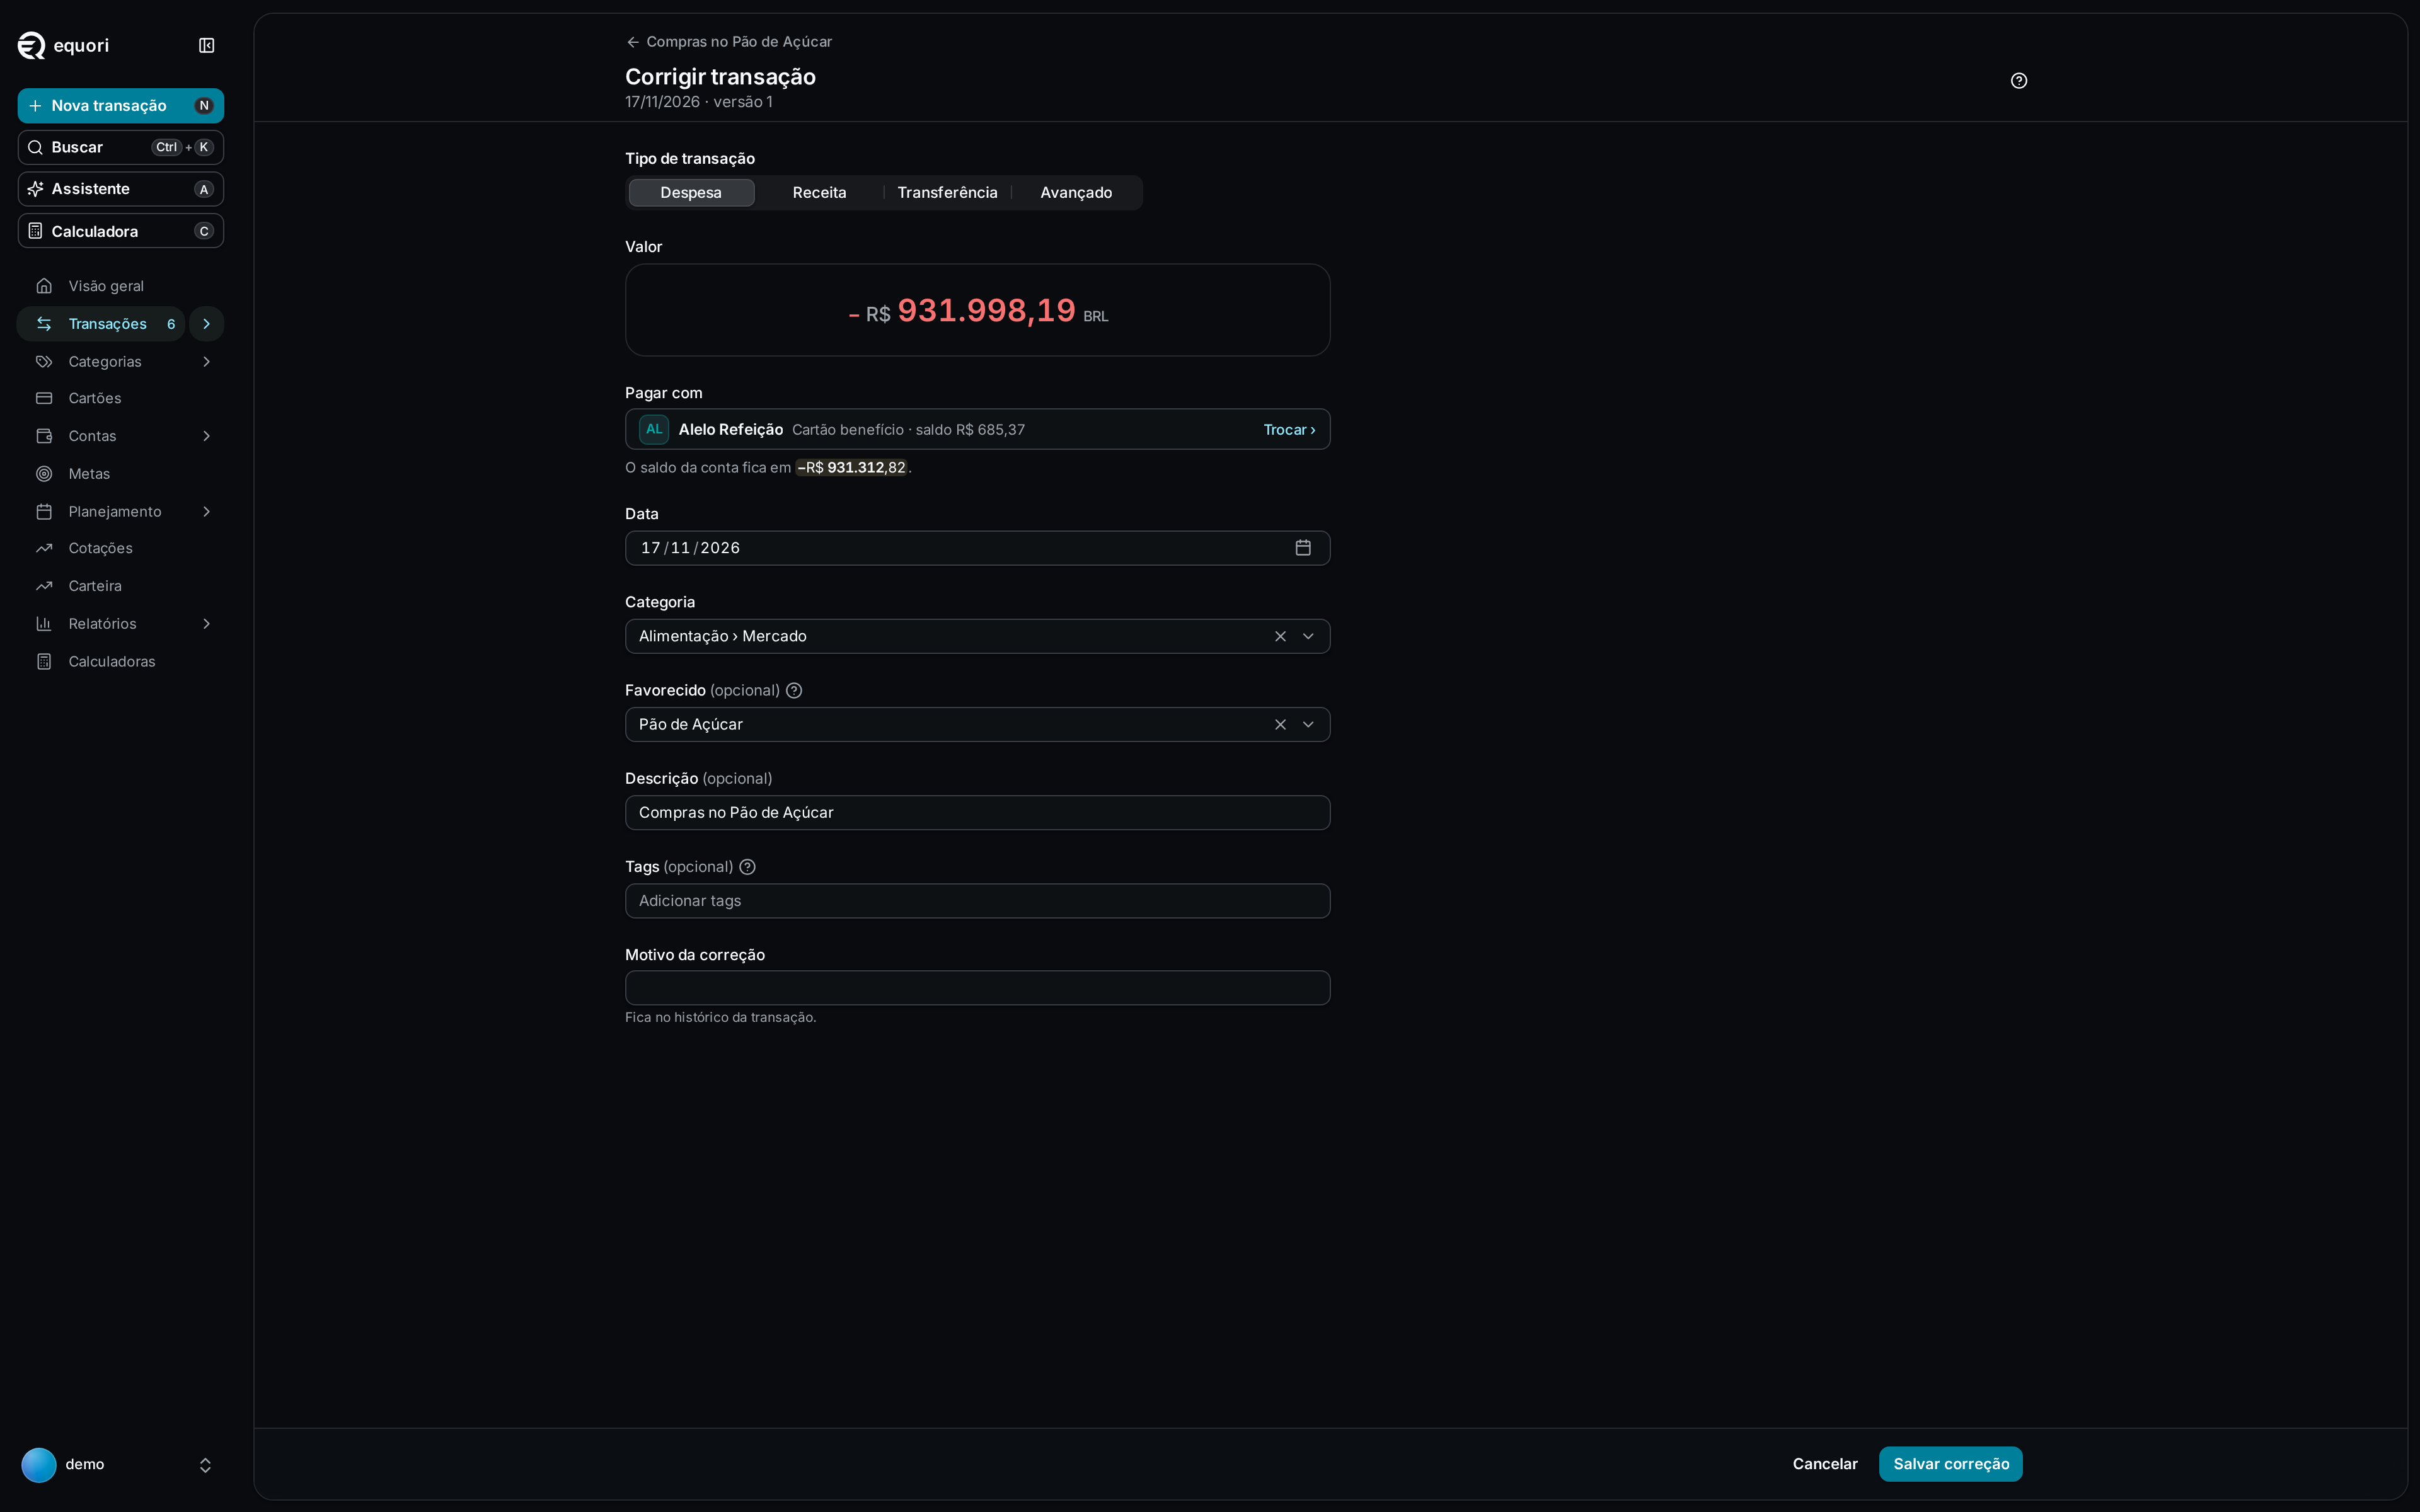 equori
Nova transação N
Buscar Ctrl + K
Assistente A
Calculadora C
Visão geral
Transações 6
Categorias
Cartões
Contas
Metas
Planejamento
Cotações
Carteira
Relatórios
Calculadoras
demo
Compras no Pão de Açúcar
Corrigir transação
17/11/2026 · versão 1
Tipo de transação
Despesa Receita Transferência Avançado
Valor
− R$ 931.998,19 BRL
Pagar com
AL Alelo Refeição Cartão benefício · saldo R$ 685,37 Trocar ›
O saldo da conta fica em −R$ 931.312,82.
Data
17/11/2026
Categoria
Alimentação › Mercado
Favorecido (opcional)
Pão de Açúcar
Descrição (opcional)
Compras no Pão de Açúcar
Tags (opcional)
Adicionar tags
Motivo da correção
Fica no histórico da transação.
Cancelar Salvar correção